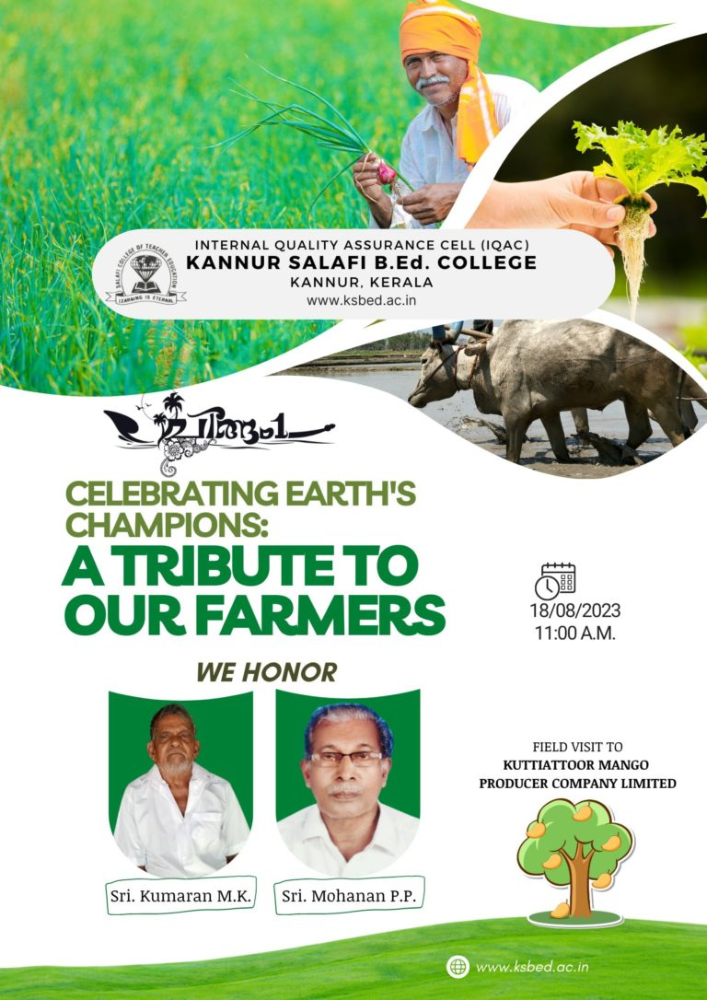 INTERNAL QUALITY ASSURANCE CELL (IQAC)
KANNUR SALAFI B.Ed. COLLEGE
KANNUR, KERALA
www.ksbed.ac.in
SALAFI COLLEGE OF TEACHER EDUCATION
LEARNING IS ETERNAL
ചിങ്ങം 1
CELEBRATING EARTH'S
CHAMPIONS:
A TRIBUTE TO
OUR FARMERS
18/08/2023
11:00 A.M.
WE HONOR
Sri. Kumaran M.K.
Sri. Mohanan P.P.
FIELD VISIT TO
KUTTIATTOOR MANGO
PRODUCER COMPANY LIMITED
www.ksbed.ac.in